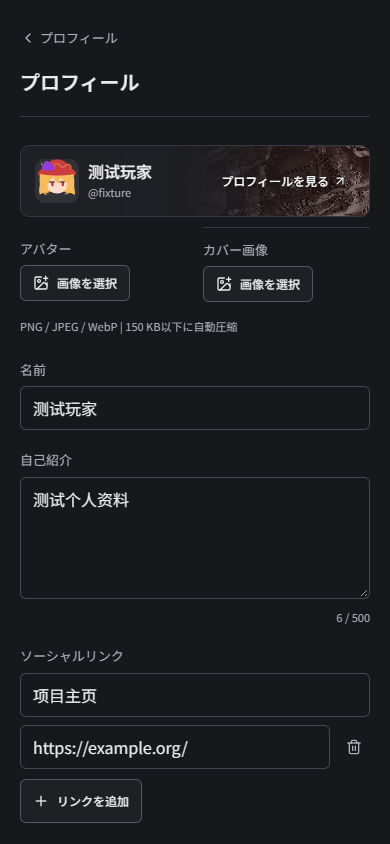 プロフィール
プロフィール
测试玩家
@fixture
プロフィールを見る
アバター
カバー画像
画像を選択
画像を選択
PNG / JPEG / WebP | 150 KB以下に自動圧縮
名前
测试玩家
自己紹介
测试个人资料
6 / 500
ソーシャルリンク
项目主页
https://example.org/
リンクを追加